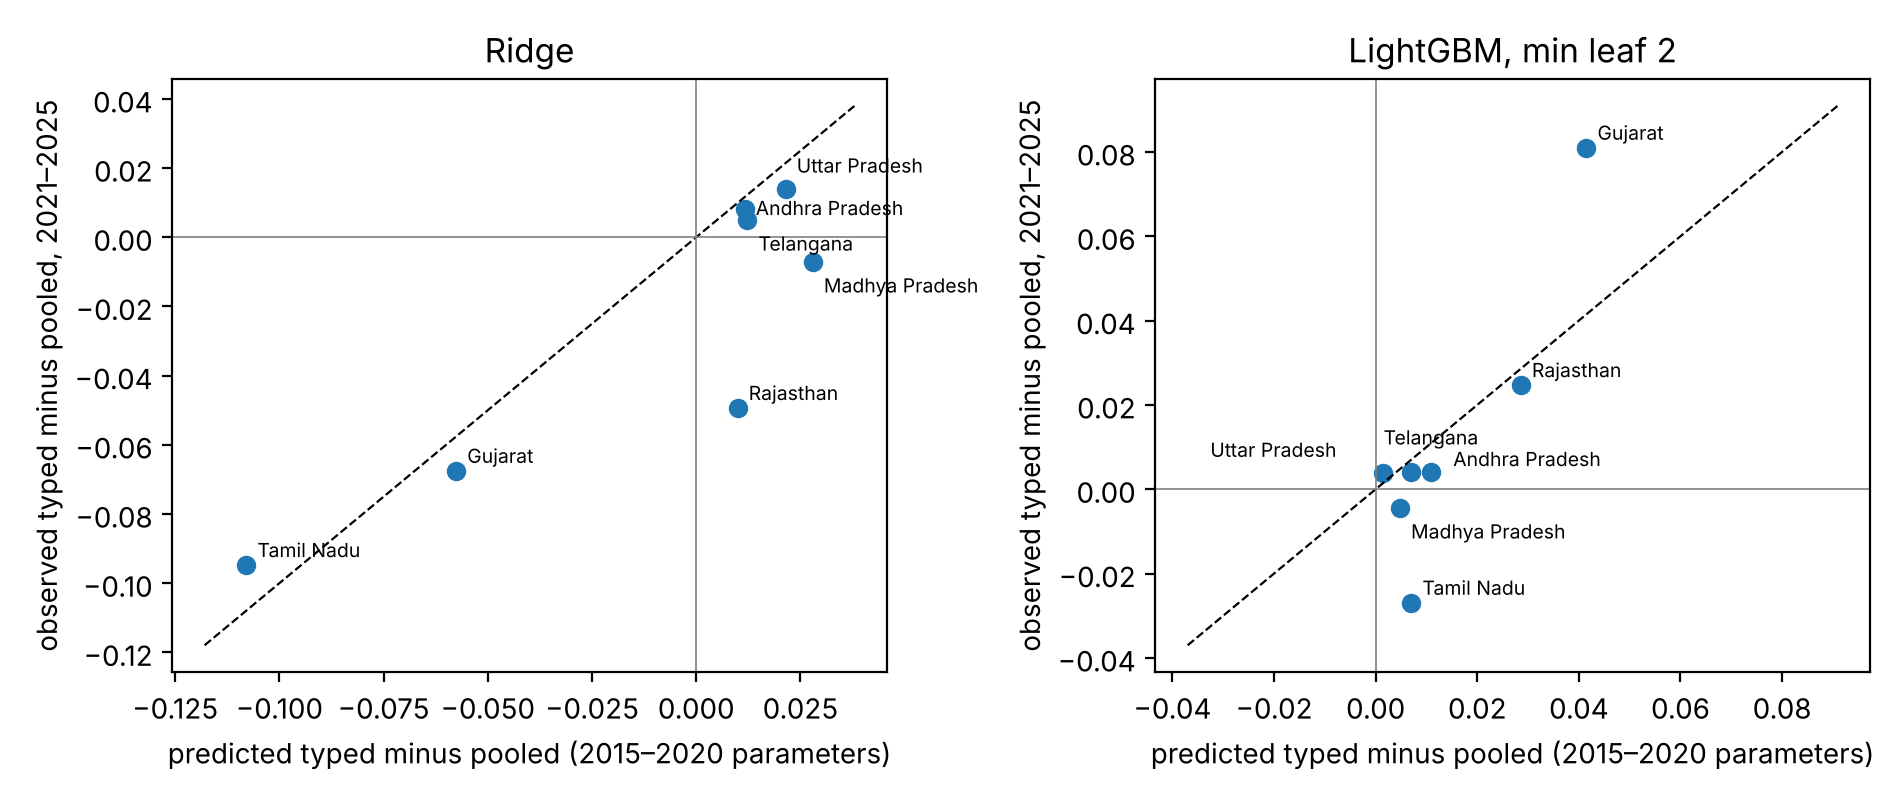 Ridge
observed typed minus pooled, 2021–2025
0.04
0.02
0.00
−0.02
−0.04
−0.06
−0.08
−0.10
−0.12
Uttar Pradesh
Andhra Pradesh
Telangana
Madhya Pradesh
Rajasthan
Gujarat
Tamil Nadu
−0.125 −0.100 −0.075 −0.050 −0.025 0.000 0.025
predicted typed minus pooled (2015–2020 parameters)
LightGBM, min leaf 2
observed typed minus pooled, 2021–2025
0.08
0.06
0.04
0.02
0.00
−0.02
−0.04
Gujarat
Rajasthan
Telangana
Uttar Pradesh
Andhra Pradesh
Madhya Pradesh
Tamil Nadu
−0.04 −0.02 0.00 0.02 0.04 0.06 0.08
predicted typed minus pooled (2015–2020 parameters)